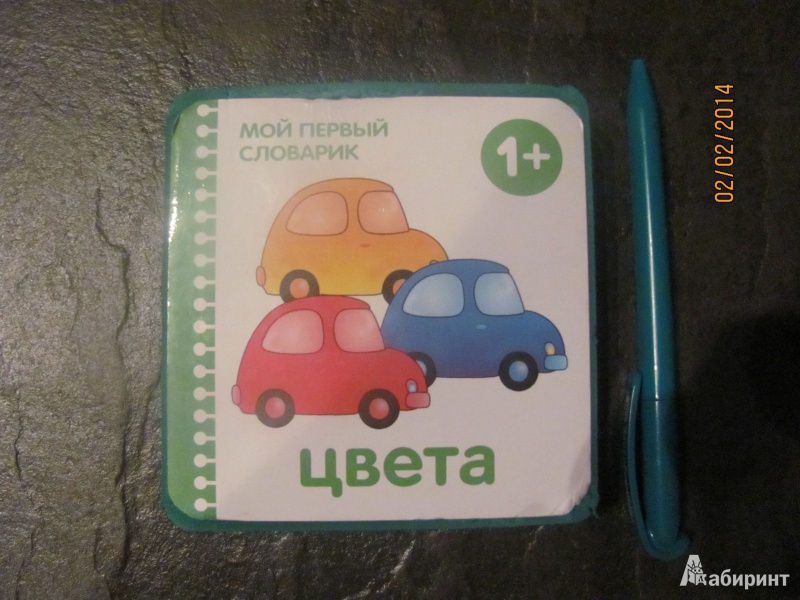 МОЙ ПЕРВЫЙ
СЛОВАРИК
1+
цвета
02/02/2014
Лабиринт